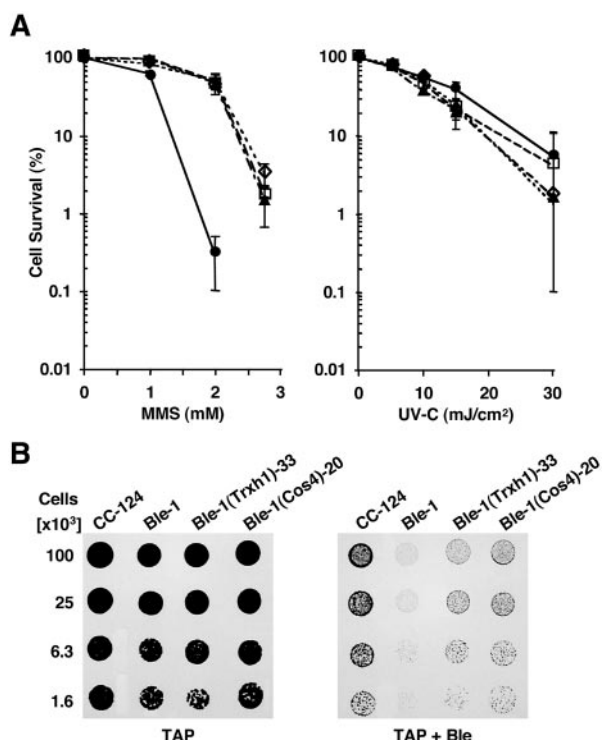 A
Cell Survival (%)
100
10
1
0.1
0.01
0
1
2
3
MMS (mM)
100
10
1
0.1
0.01
0
10
20
30
UV-C (mJ/cm²)
B
Cells
[x10³]
CC-124
Ble-1
Ble-1(Trxh1)-33
Ble-1(Cos4)-20
CC-124
Ble-1
Ble-1(Trxh1)-33
Ble-1(Cos4)-20
100
25
6.3
1.6
TAP
TAP + Ble